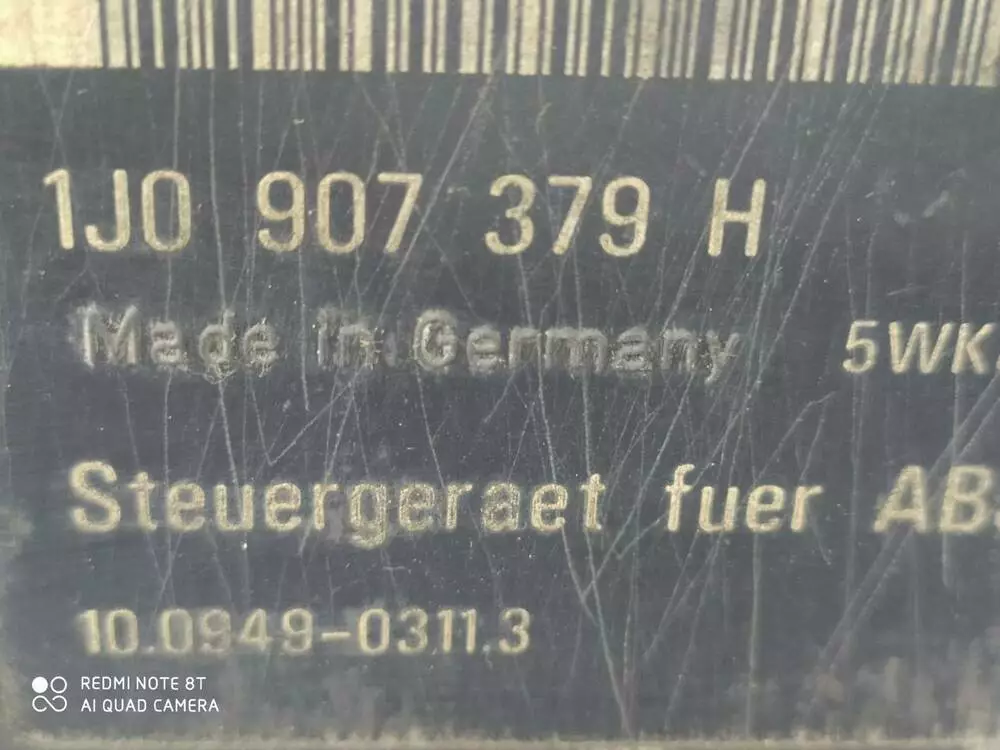 1J0 907 379 H
Made in Germany 5WK
Steuergeraet fuer AB
10.0949-0311.3
REDMI NOTE 8T
AI QUAD CAMERA